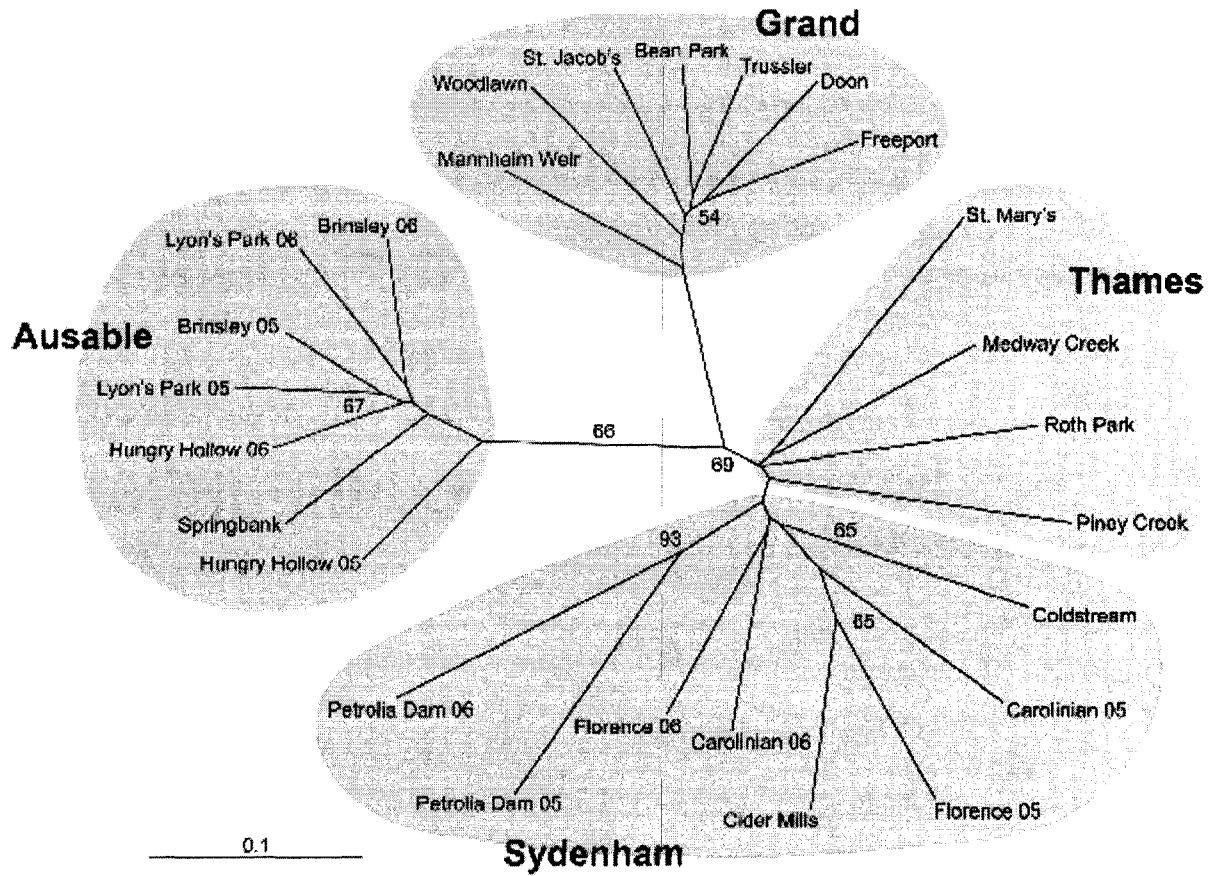 Grand
St. Jacob's
Bean Park
Trussler
Doon
Woodlawn
Freeport
Mannheim Weir
54
St. Mary's
Thames
Medway Creek
Roth Park
Piney Creek
Ausable
Lyon's Park 06
Brinsley 06
Brinsley 05
Lyon's Park 05
67
Hungry Hollow 06
Springbank
Hungry Hollow 05
66
69
93
65
Coldstream
65
Carolinian 05
Petrolia Dam 06
Florence 06
Carolinian 06
Petrolia Dam 05
Cider Mills
Florence 05
0.1
Sydenham